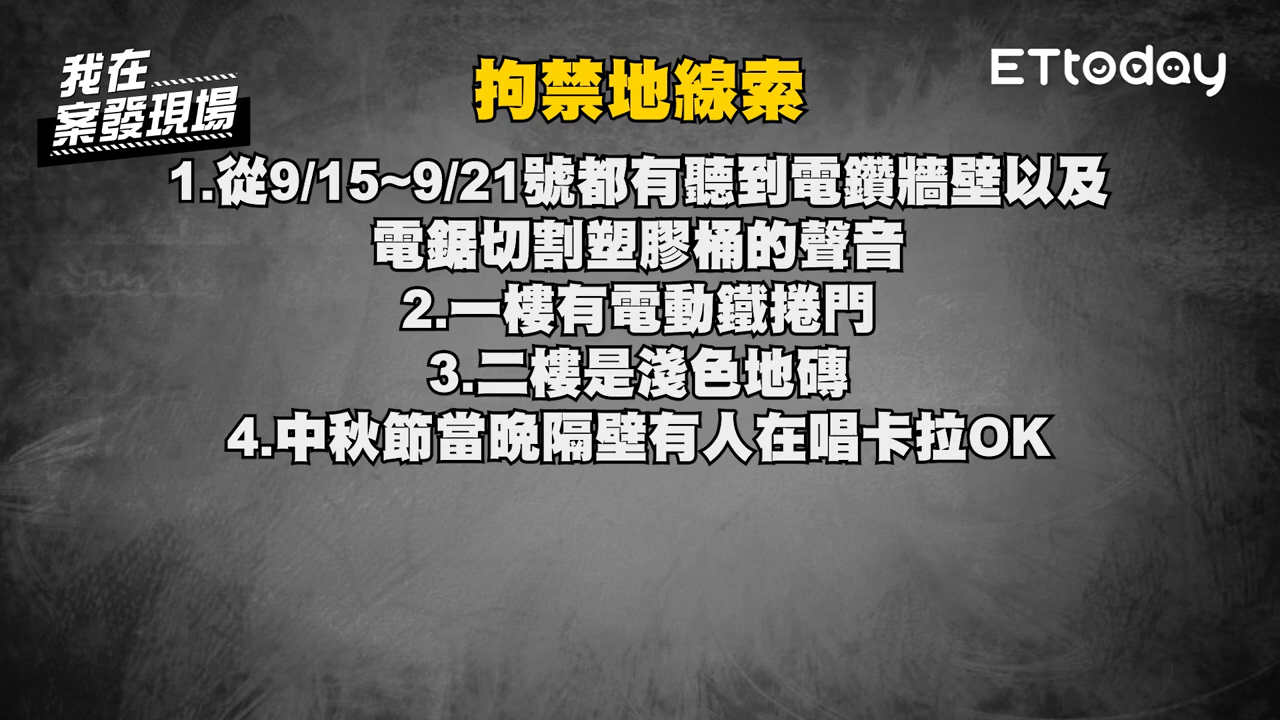 我在
案發現場
ETtoday
拘禁地線索
1.從9/15~9/21號都有聽到電鑽牆壁以及
電鋸切割塑膠桶的聲音
2.一樓有電動鐵捲門
3.二樓是淺色地磚
4.中秋節當晚隔壁有人在唱卡拉OK